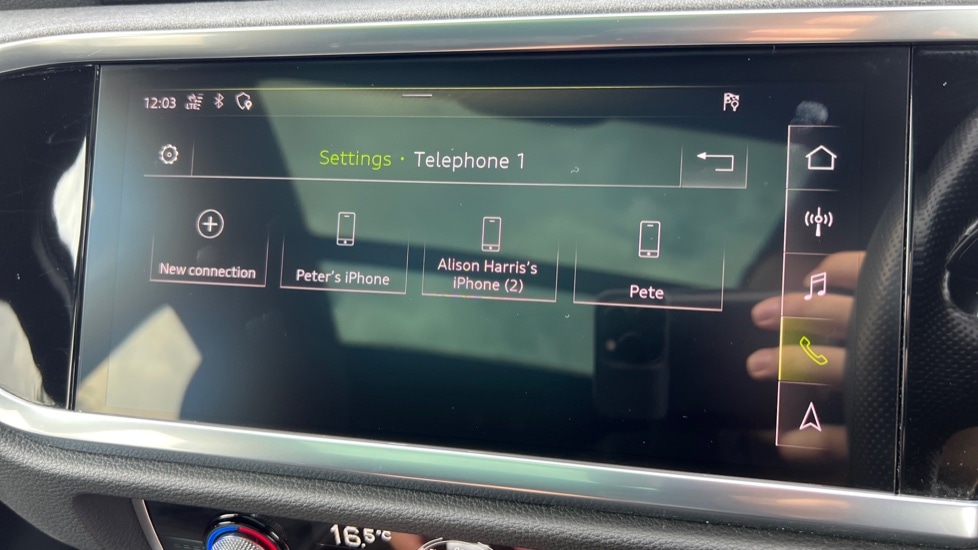 12:03 LTE
Settings · Telephone 1
New connection
Peter's iPhone
Alison Harris's
iPhone (2)
Pete
16.5°C